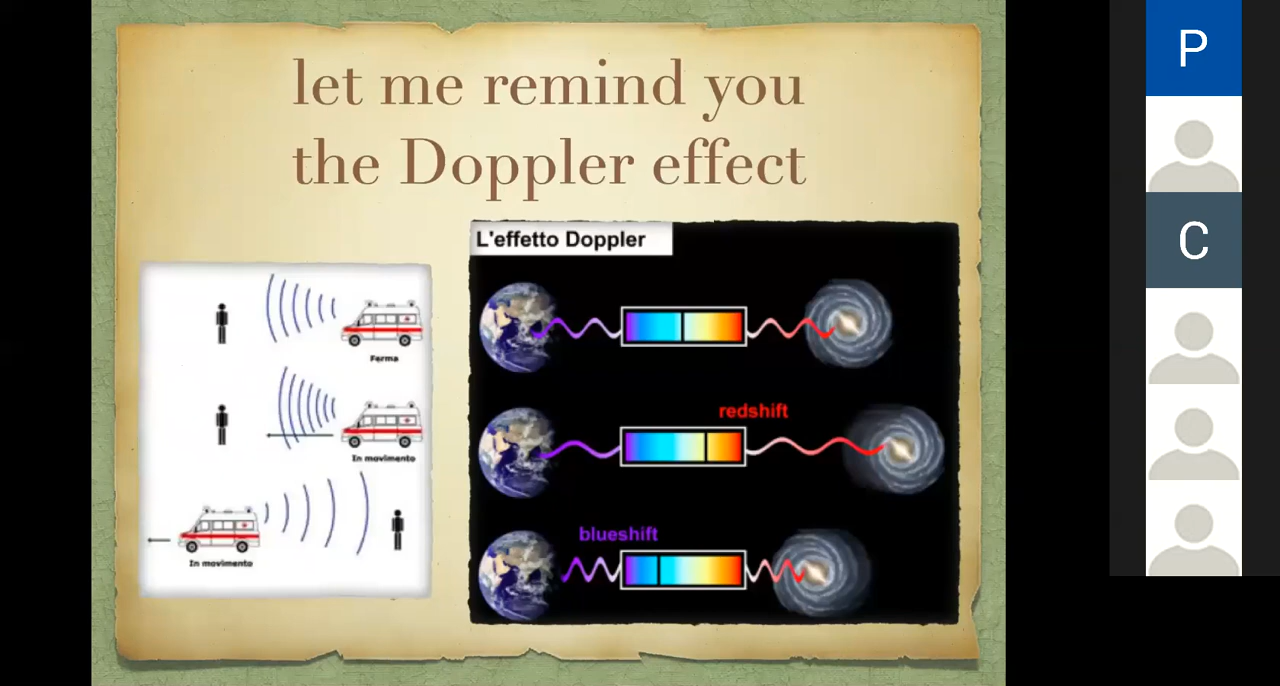 let me remind you
the Doppler effect
L'effetto Doppler
Ferma
In movimento
In movimento
redshift
blueshift
P
C